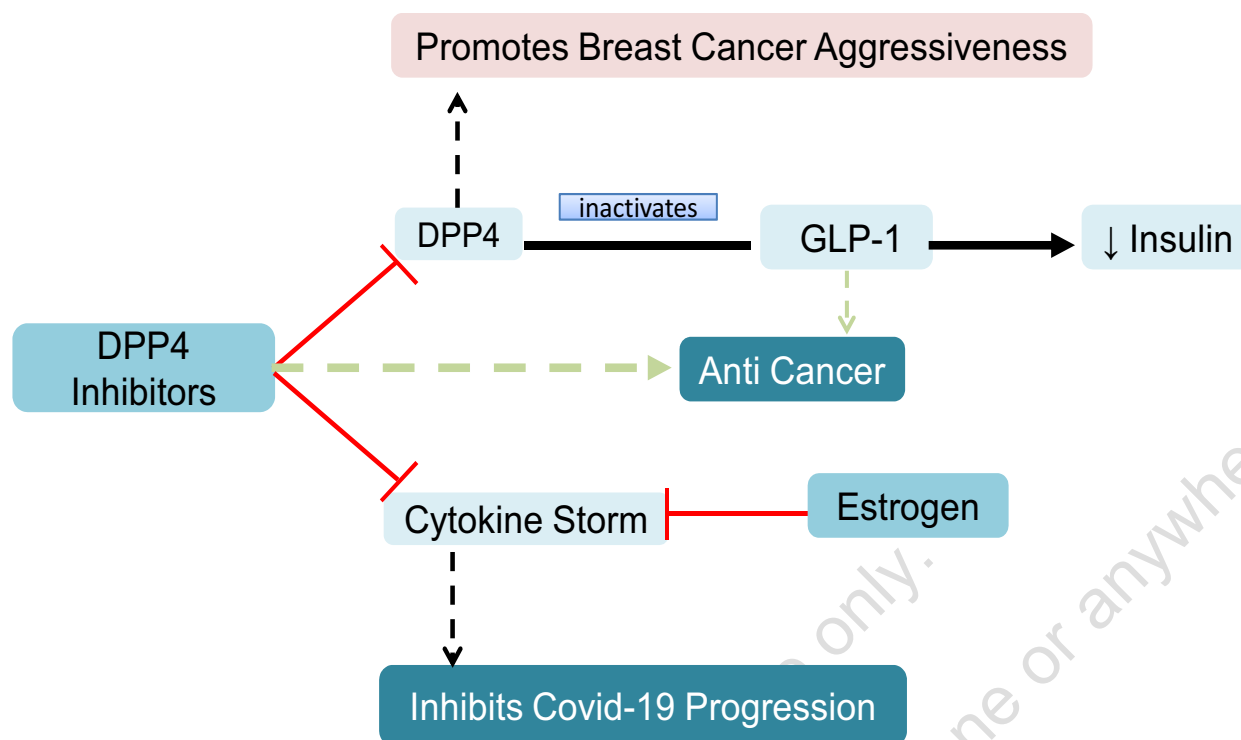 Promotes Breast Cancer Aggressiveness
inactivates
DPP4
GLP-1
↓ Insulin
DPP4
Inhibitors
Anti Cancer
Cytokine Storm
Estrogen
Inhibits Covid-19 Progression
only.
or